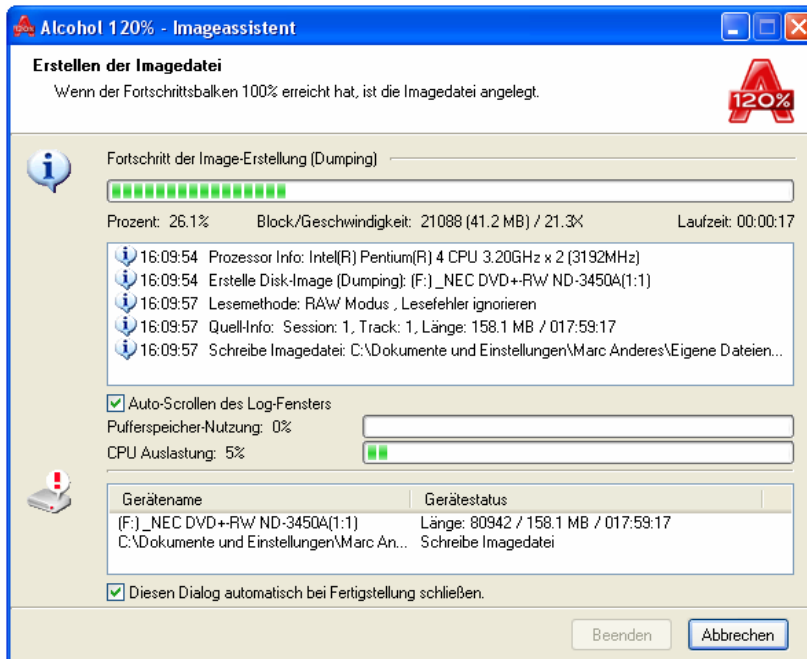 Alcohol 120% - Imageassistent
Erstellen der Imagedatei
Wenn der Fortschrittsbalken 100% erreicht hat, ist die Imagedatei angelegt.
120%
Fortschritt der Image-Erstellung (Dumping)
Prozent: 26.1% Block/Geschwindigkeit: 21088 (41.2 MB) / 21.3X Laufzeit: 00:00:17
16:09:54 Prozessor Info: Intel(R) Pentium(R) 4 CPU 3.20GHz x 2 (3192MHz)
16:09:54 Erstelle Disk-Image (Dumping): (F:)_NEC DVD+-RW ND-3450A(1:1)
16:09:57 Lesemethode: RAW Modus , Lesefehler ignorieren
16:09:57 Quell-Info: Session: 1, Track: 1, Länge: 158.1 MB / 017:59:17
16:09:57 Schreibe Imagedatei: C:\Dokumente und Einstellungen\Marc Anderes\Eigene Dateien...
Auto-Scrollen des Log-Fensters
Pufferspeicher-Nutzung: 0%
CPU Auslastung: 5%
Gerätename Gerätestatus
(F:)_NEC DVD+-RW ND-3450A(1:1) Länge: 80942 / 158.1 MB / 017:59:17
C:\Dokumente und Einstellungen\Marc An... Schreibe Imagedatei
Diesen Dialog automatisch bei Fertigstellung schließen.
Beenden Abbrechen